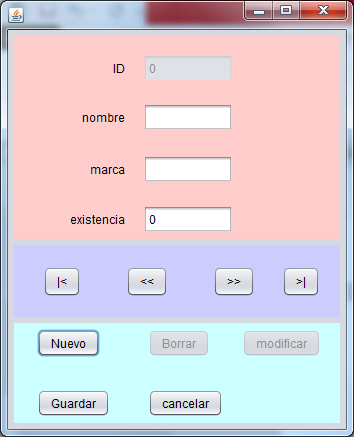 ID 0
nombre
marca
existencia 0
|< << >> >|
Nuevo Borrar modificar
Guardar cancelar